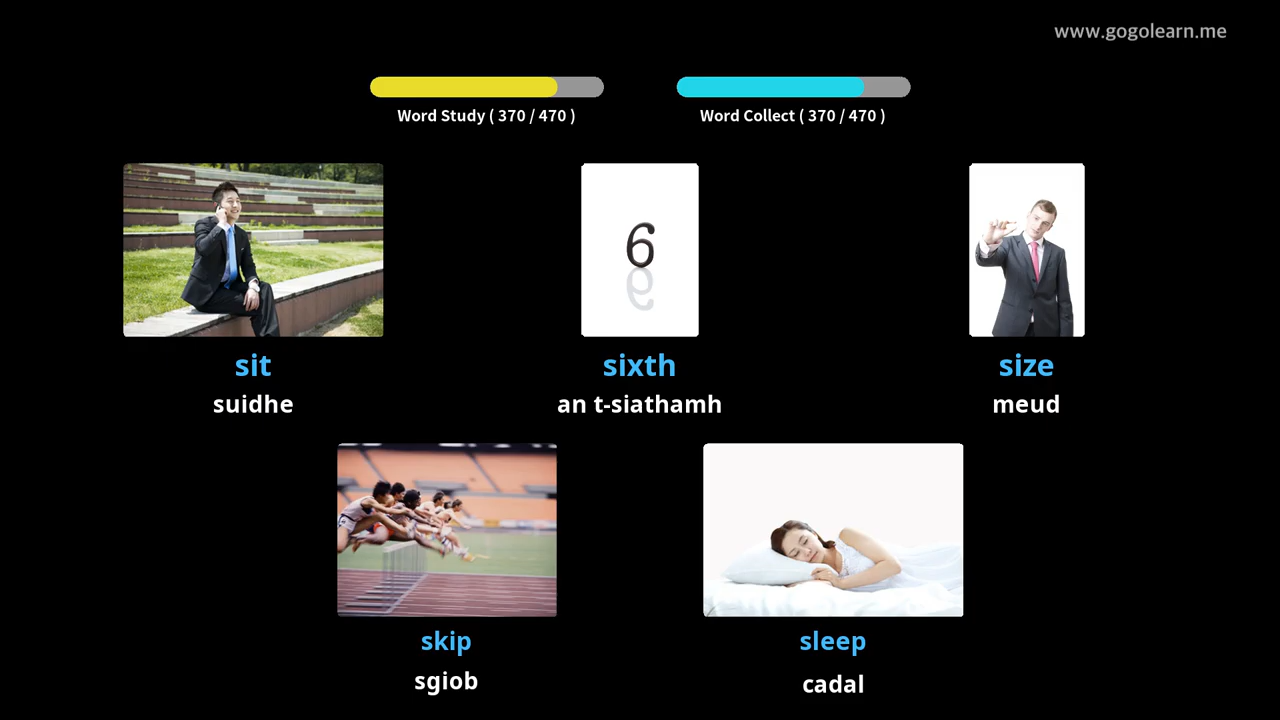 www.gogolearn.me
Word Study ( 370 / 470 )
Word Collect ( 370 / 470 )
6
sit
sixth
size
suidhe
an t-siathamh
meud
skip
sleep
sgiob
cadal